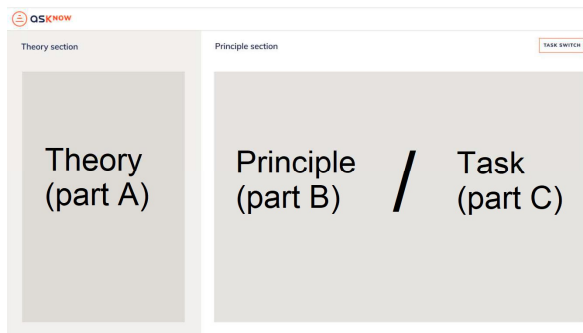 ASKNOW
Theory section
Principle section
TASK SWITCH
Theory
(part A)
Principle
(part B)
/
Task
(part C)